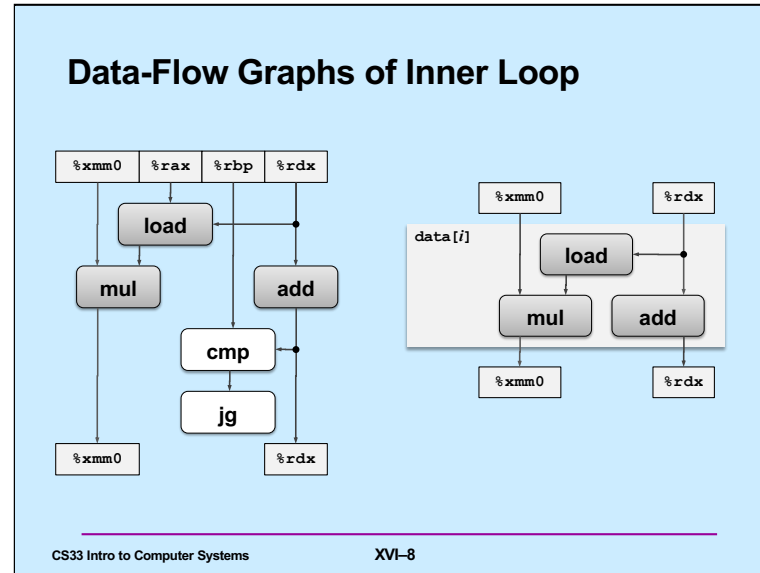 Data-Flow Graphs of Inner Loop
%xmm0 %rax %rbp %rdx
load
mul
add
cmp
jg
%xmm0
%rdx
%xmm0
%rdx
data[i]
load
mul
add
%xmm0
%rdx
CS33 Intro to Computer Systems
XVI–8